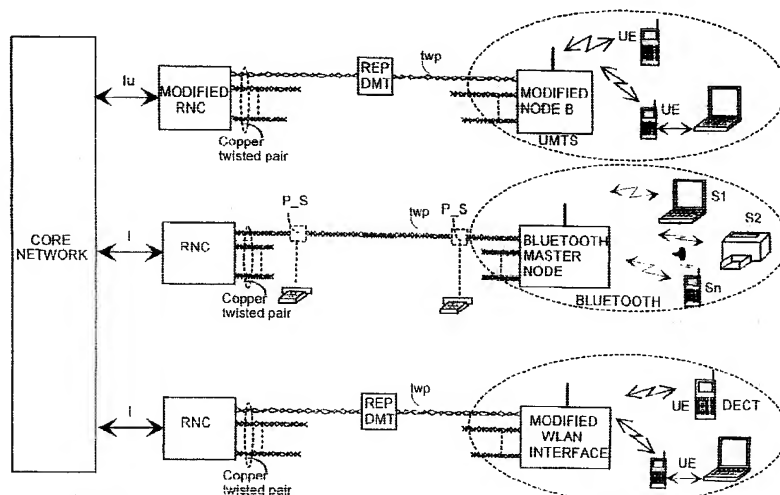 UE
twp
REP
DMT
Iu
MODIFIED
RNC
MODIFIED
NODE B
UE
Copper
twisted pair
UMTS
P_S
P_S
twp
S1
CORE
NETWORK
I
RNC
BLUETOOTH
MASTER
NODE
S2
Copper
twisted pair
BLUETOOTH
Sn
twp
REP
DMT
I
RNC
MODIFIED
WLAN
INTERFACE
UE
DECT
UE
Copper
twisted pair